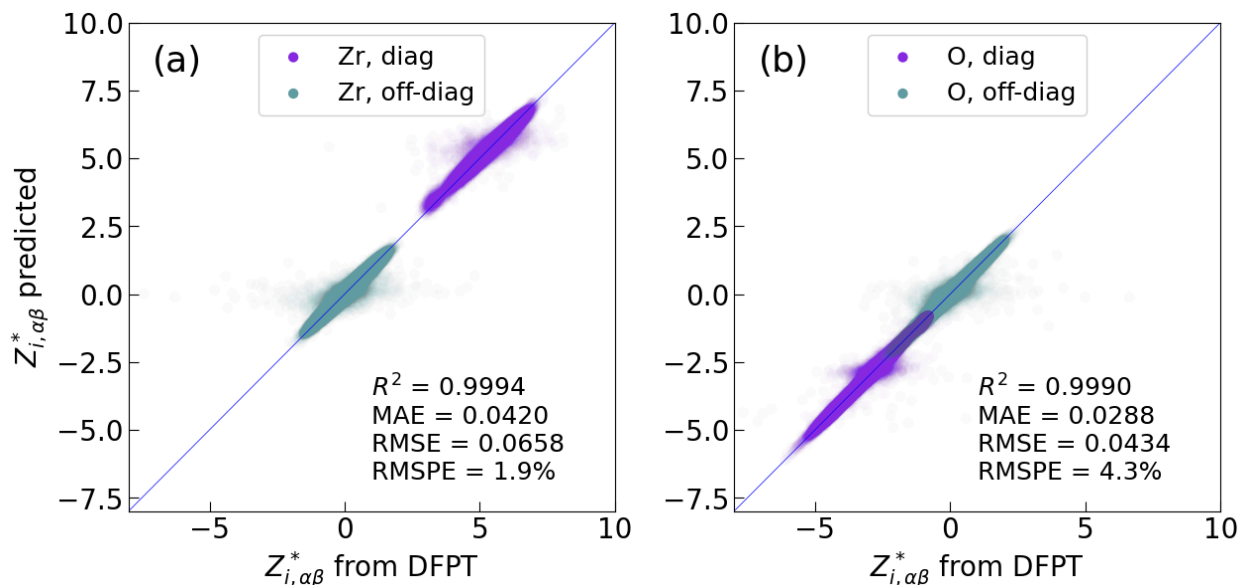 (a)
Zr, diag
Zr, off-diag
10.0
7.5
5.0
2.5
0.0
−2.5
−5.0
−7.5
Z*i,αβ predicted
R² = 0.9994
MAE = 0.0420
RMSE = 0.0658
RMSPE = 1.9%
−5
0
5
10
Z*i,αβ from DFPT
(b)
O, diag
O, off-diag
10.0
7.5
5.0
2.5
0.0
−2.5
−5.0
−7.5
R² = 0.9990
MAE = 0.0288
RMSE = 0.0434
RMSPE = 4.3%
−5
0
5
10
Z*i,αβ from DFPT